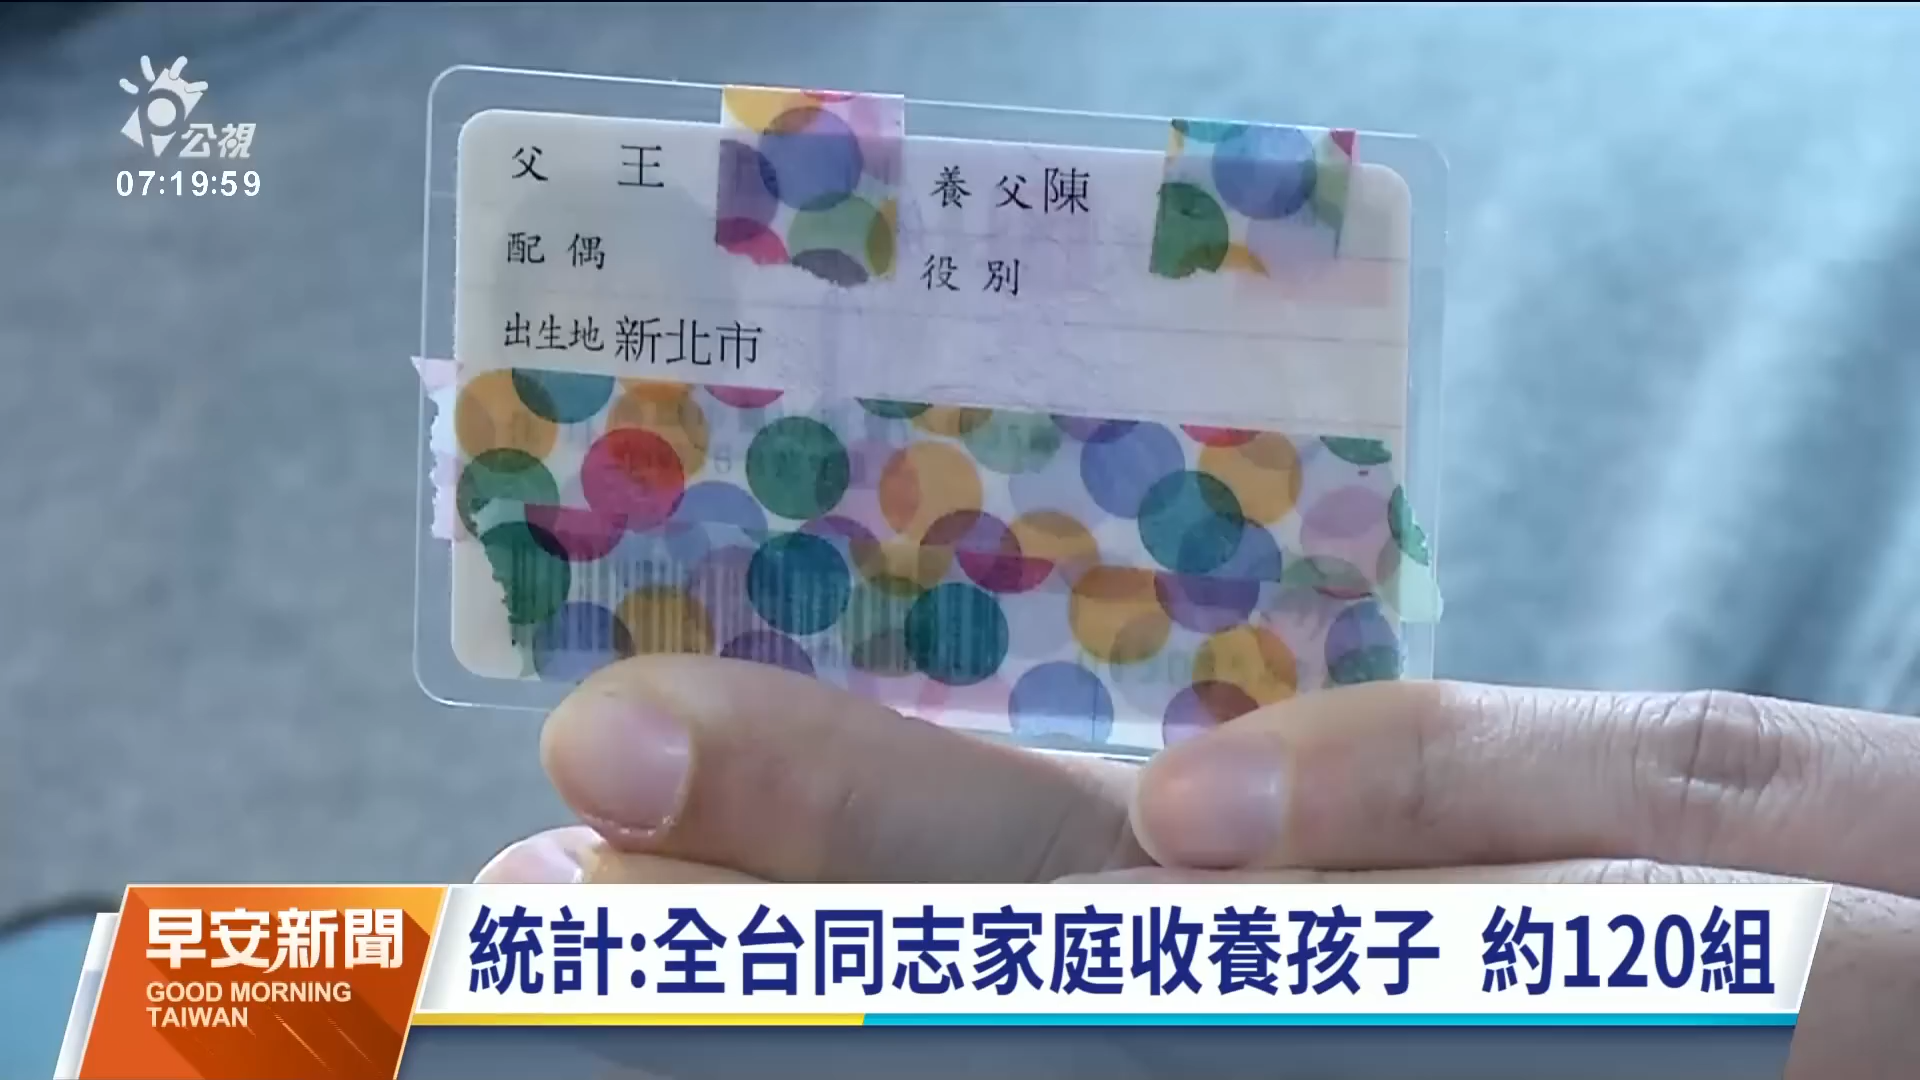 公視
07:19:59
父 王
養父陳
配偶
役別
出生地 新北市
早安新聞
GOOD MORNING
TAIWAN
統計:全台同志家庭收養孩子 約120組